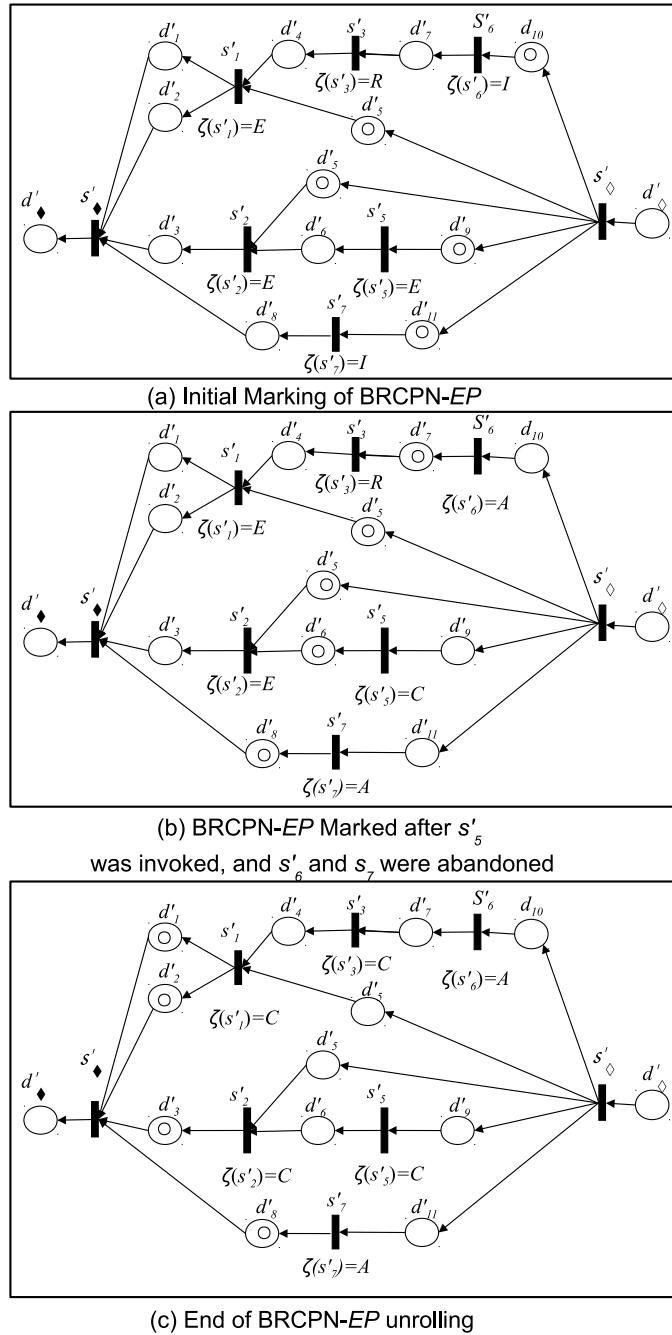 d'₁ s'₁ d'₄ s'₃ d'₇ S'₆ d₁₀
ζ(s'₃)=R ζ(s'₆)=I
d'₂ d'₅
ζ(s'₁)=E
d'₅
d'♦ s'♦ s'◊ d'◊
d'₃ s'₂ d'₆ s'₅ d'₉
ζ(s'₂)=E ζ(s'₅)=E
d'₈ s'₇ d'₁₁
ζ(s'₇)=I
(a) Initial Marking of BRCPN-EP
d'₁ s'₁ d'₄ s'₃ d'₇ S'₆ d₁₀
ζ(s'₃)=R ζ(s'₆)=A
d'₂ d'₅
ζ(s'₁)=E
d'₅
d'♦ s'♦ s'◊ d'◊
d'₃ s'₂ d'₆ s'₅ d'₉
ζ(s'₂)=E ζ(s'₅)=C
d'₈ s'₇ d'₁₁
ζ(s'₇)=A
(b) BRCPN-EP Marked after s'₅
was invoked, and s'₆ and s₇ were abandoned
d'₁ s'₁ d'₄ s'₃ d'₇ S'₆ d₁₀
ζ(s'₃)=C ζ(s'₆)=A
d'₂ d'₅
ζ(s'₁)=C
d'₅
d'♦ s'♦ s'◊ d'◊
d'₃ s'₂ d'₆ s'₅ d'₉
ζ(s'₂)=C ζ(s'₅)=C
d'₈ s'₇ d'₁₁
ζ(s'₇)=A
(c) End of BRCPN-EP unrolling